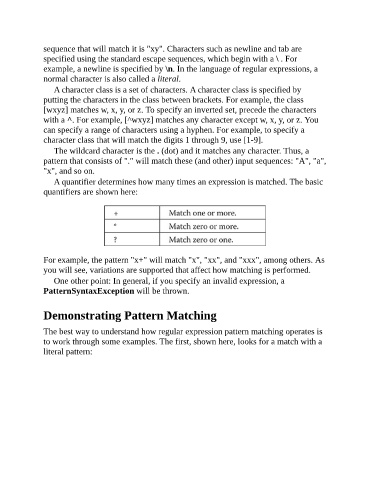 sequence that will match it is "xy". Characters such as newline and tab are
specified using the standard escape sequences, which begin with a \ . For
example, a newline is specified by \n. In the language of regular expressions, a
normal character is also called a literal.
A character class is a set of characters. A character class is specified by
putting the characters in the class between brackets. For example, the class
[wxyz] matches w, x, y, or z. To specify an inverted set, precede the characters
with a ^. For example, [^wxyz] matches any character except w, x, y, or z. You
can specify a range of characters using a hyphen. For example, to specify a
character class that will match the digits 1 through 9, use [1-9].
The wildcard character is the . (dot) and it matches any character. Thus, a
pattern that consists of "." will match these (and other) input sequences: "A", "a",
"x", and so on.
A quantifier determines how many times an expression is matched. The basic
quantifiers are shown here:
+ Match one or more.
* Match zero or more.
? Match zero or one.
For example, the pattern "x+" will match "x", "xx", and "xxx", among others. As
you will see, variations are supported that affect how matching is performed.
One other point: In general, if you specify an invalid expression, a
PatternSyntaxException will be thrown.
Demonstrating Pattern Matching
The best way to understand how regular expression pattern matching operates is
to work through some examples. The first, shown here, looks for a match with a
literal pattern: